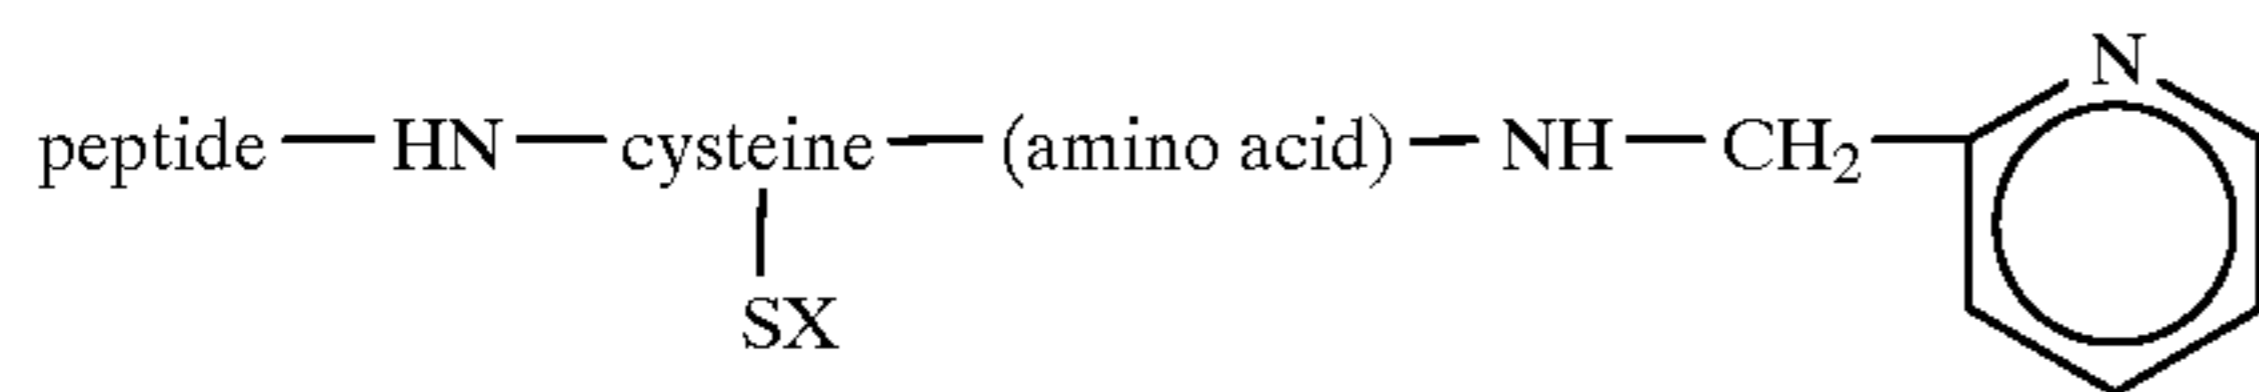 N
peptide — HN — cysteine — (amino acid) — NH — CH₂
SX